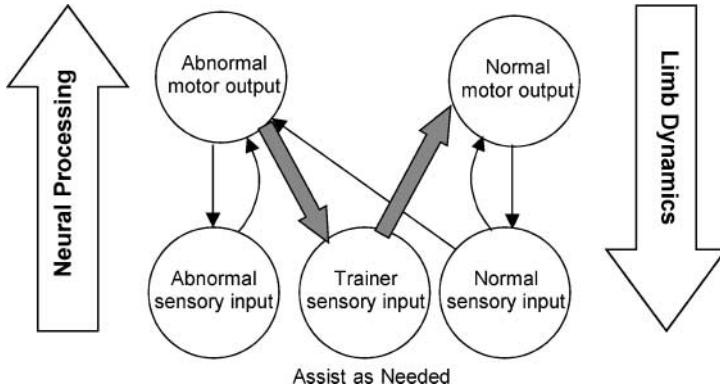 Neural Processing
Abnormal
motor output
Normal
motor output
Limb Dynamics
Abnormal
sensory input
Trainer
sensory input
Normal
sensory input
Assist as Needed